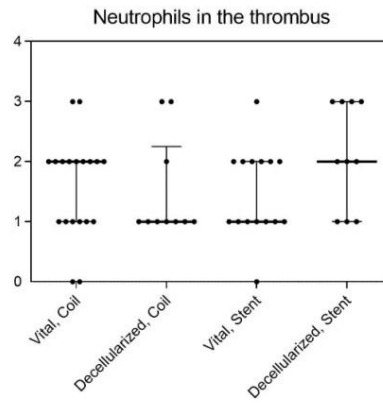 Neutrophils in the thrombus
4
3
2
1
0
Vital, Coil
Decellularized, Coil
Vital, Stent
Decellularized, Stent